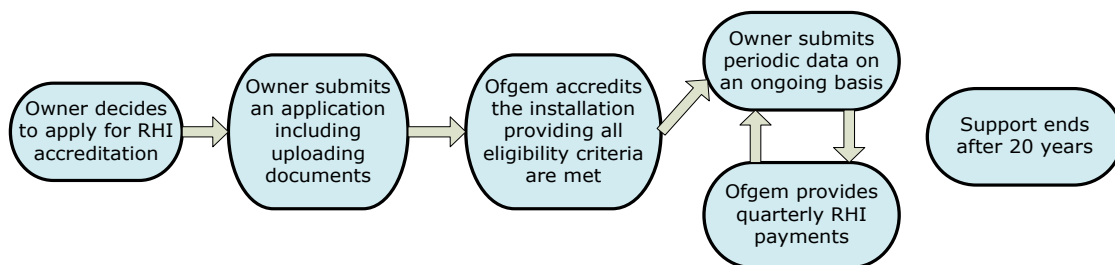 Owner decides
to apply for RHI
accreditation
Owner submits
an application
including
uploading
documents
Ofgem accredits
the installation
providing all
eligibility criteria
are met
Owner submits
periodic data on
an ongoing basis
Ofgem provides
quarterly RHI
payments
Support ends
after 20 years